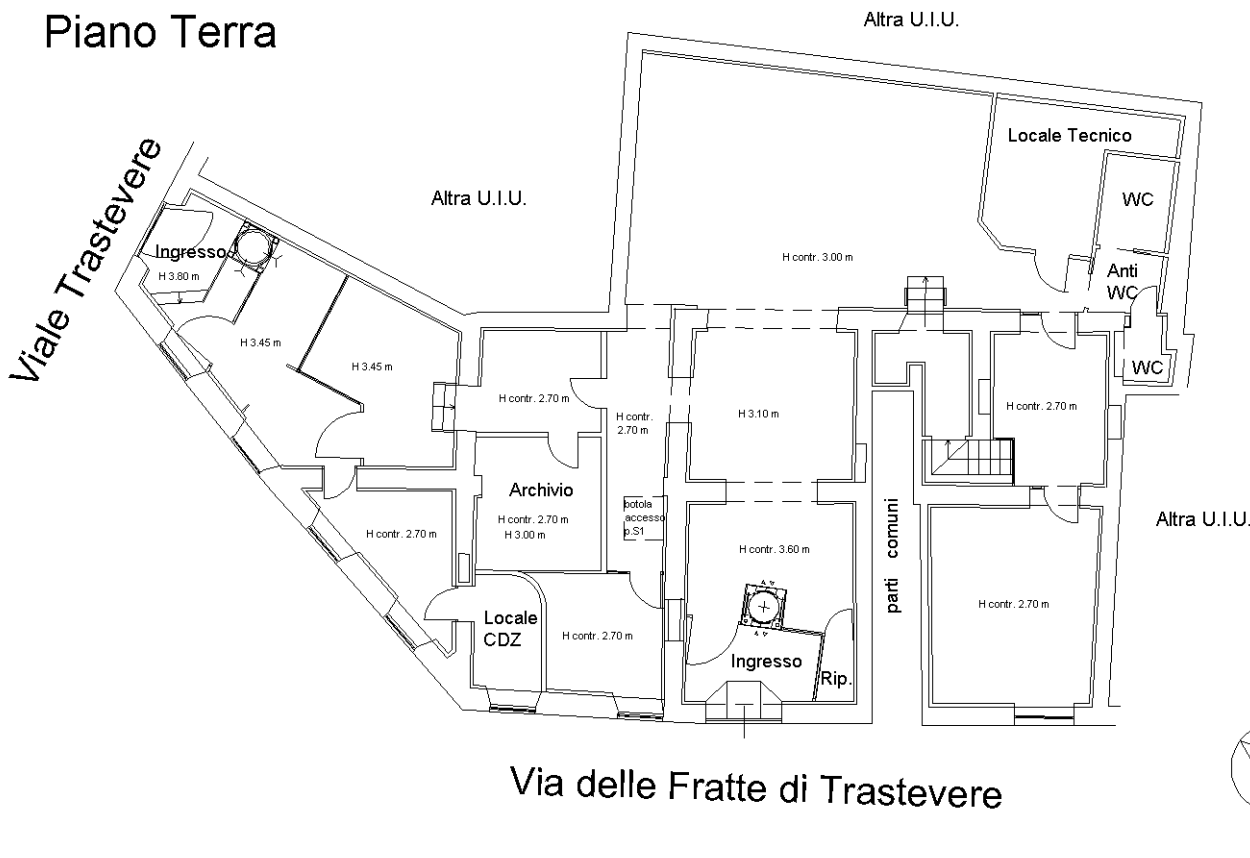 Piano Terra
Altra U.I.U.
Viale Trastevere
Altra U.I.U.
Locale Tecnico
WC
Ingresso
H 3.80 m
H contr. 3.00 m
Anti
WC
H 3.45 m
H 3.45 m
WC
H contr. 2.70 m
H contr.
2.70 m
H 3.10 m
H contr. 2.70 m
Archivio
H contr. 2.70 m
H 3.00 m
botola
accesso
p.S1
H contr. 2.70 m
H contr. 3.60 m
parti comuni
Altra U.I.U.
H contr. 2.70 m
Locale
CDZ
H contr. 2.70 m
Ingresso
Rip.
Via delle Fratte di Trastevere